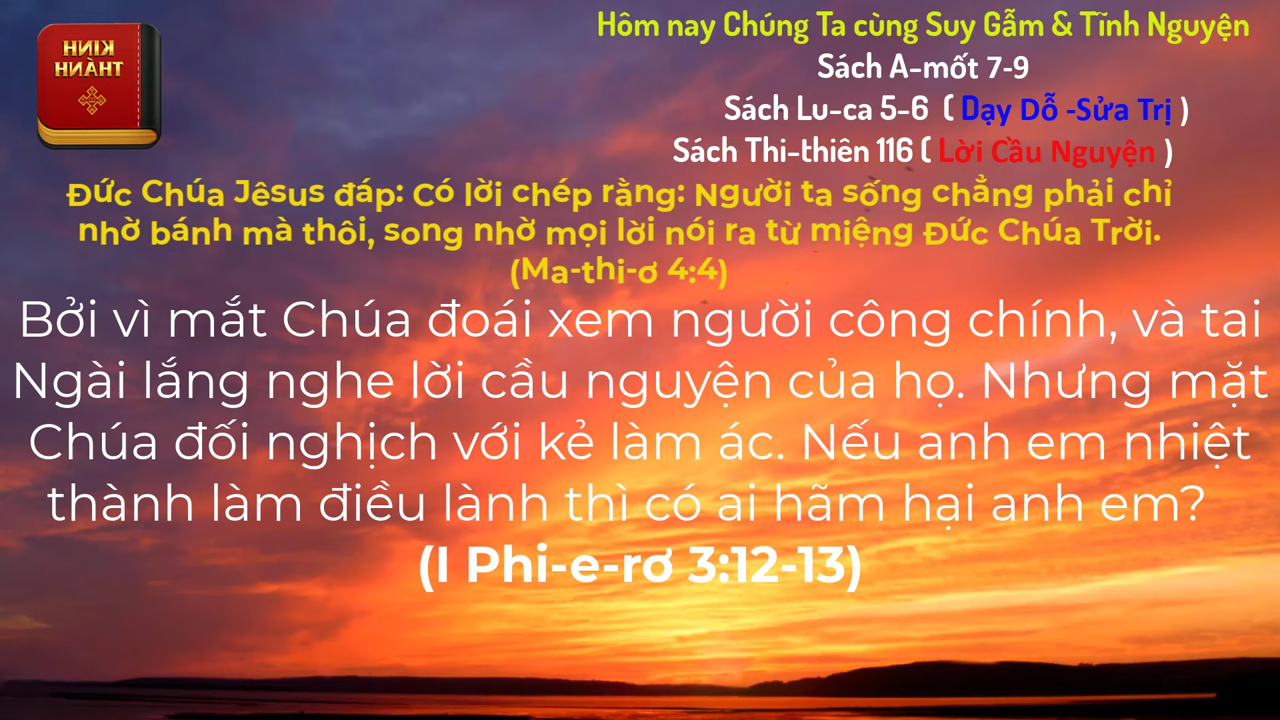 KINH
THÀNH
Hôm nay Chúng Ta cùng Suy Gẫm & Tĩnh Nguyện
Sách A-mốt 7-9
Sách Lu-ca 5-6 ( Dạy Dỗ -Sửa Trị )
Sách Thi-thiên 116 ( Lời Cầu Nguyện )
Đức Chúa Jêsus đáp: Có lời chép rằng: Người ta sống chẳng phải chỉ
nhờ bánh mà thôi, song nhờ mọi lời nói ra từ miệng Đức Chúa Trời.
(Ma-thi-ơ 4:4)
Bởi vì mắt Chúa đoái xem người công chính, và tai
Ngài lắng nghe lời cầu nguyện của họ. Nhưng mặt
Chúa đối nghịch với kẻ làm ác. Nếu anh em nhiệt
thành làm điều lành thì có ai hãm hại anh em?
(I Phi-e-rơ 3:12-13)